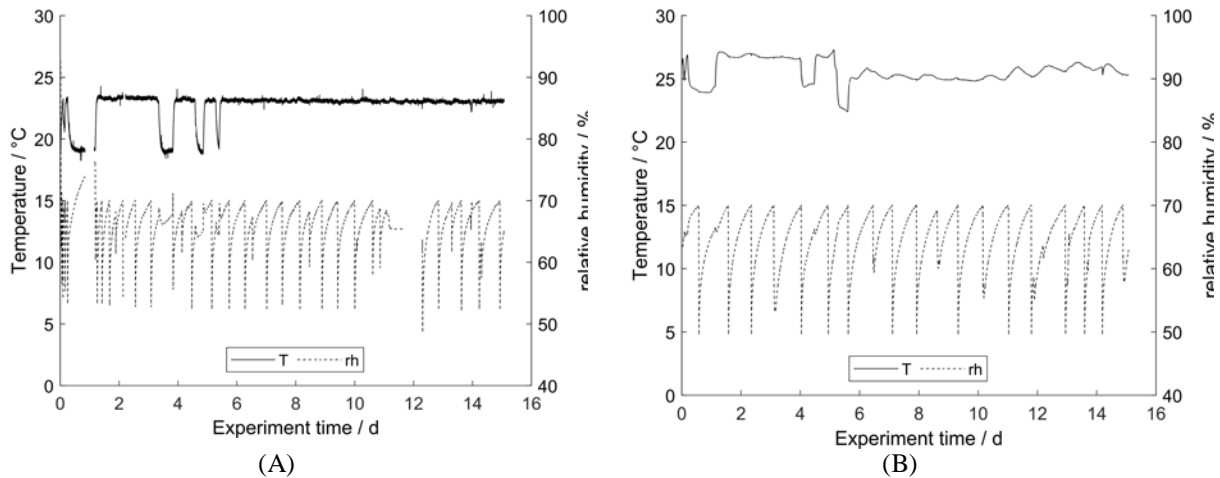 30
25
20
15
10
5
0
Temperature / °C
100
90
80
70
60
50
40
relative humidity / %
T
rh
0 2 4 6 8 10 12 14 16
Experiment time / d
(A)
30
25
20
15
10
5
0
Temperature / °C
100
90
80
70
60
50
40
relative humidity / %
T
rh
0 2 4 6 8 10 12 14 16
Experiment time / d
(B)